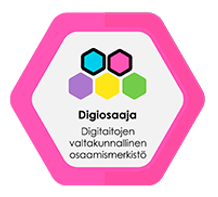 Digiosaaja
Digitaitojen
valtakunnallinen
osaamismerkistö